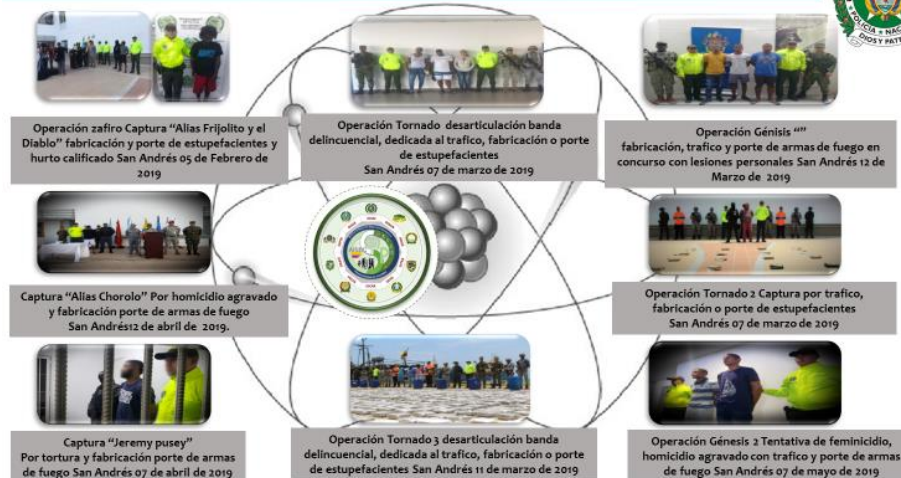 POLICIA NACIONAL
DIOS Y PATRIA
Operación zafiro Captura “Alias Frijolito y el
Diablo” fabricación y porte de estupefacientes y
hurto calificado San Andrés 05 de Febrero de
2019
Operación Tornado desarticulación banda
delincuencial, dedicada al trafico, fabricación o porte
de estupefacientes
San Andrés 07 de marzo de 2019
Operación Génisis “”
fabricación, trafico y porte de armas de fuego en
concurso con lesiones personales San Andrés 12 de
Marzo de 2019
Captura “Alias Chorolo” Por homicidio agravado
y fabricación porte de armas de fuego
San Andrés12 de abril de 2019.
Operación Tornado 2 Captura por trafico,
fabricación o porte de estupefacientes
San Andrés 07 de marzo de 2019
Captura “Jeremy pusey”
Por tortura y fabricación porte de armas
de fuego San Andrés 07 de abril de 2019
Operación Tornado 3 desarticulación banda
delincuencial, dedicada al trafico, fabricación o porte
de estupefacientes San Andrés 11 de marzo de 2019
Operación Génesis 2 Tentativa de feminicidio,
homicidio agravado con trafico y porte de armas
de fuego San Andrés 07 de mayo de 2019